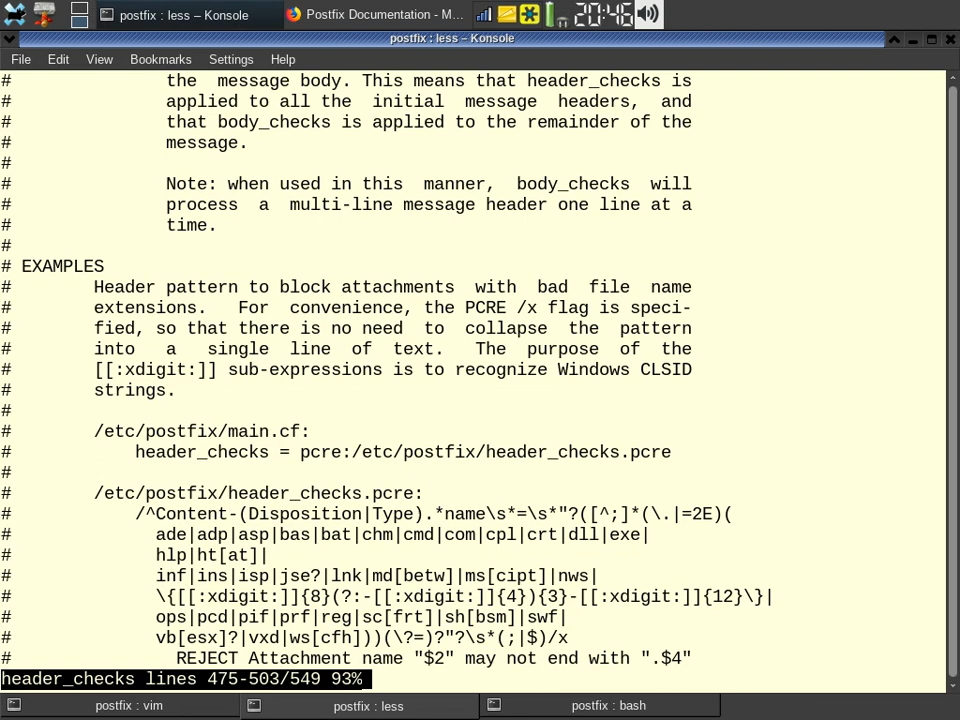 postfix : less – Konsole
Postfix Documentation - M...
20:46
postfix : less – Konsole
File Edit View Bookmarks Settings Help
#               the  message body. This means that header_checks is
#               applied to all the  initial  message  headers,  and
#               that body_checks is applied to the remainder of the
#               message.
#
#               Note: when used in this  manner,  body_checks  will
#               process  a  multi-line message header one line at a
#               time.
#
# EXAMPLES
#        Header pattern to block attachments  with  bad  file  name
#        extensions.   For  convenience, the PCRE /x flag is speci-
#        fied, so that there is no need  to  collapse  the  pattern
#        into   a   single  line  of  text.   The  purpose  of  the
#        [[:xdigit:]] sub-expressions is to recognize Windows CLSID
#        strings.
#
#        /etc/postfix/main.cf:
#            header_checks = pcre:/etc/postfix/header_checks.pcre
#
#        /etc/postfix/header_checks.pcre:
#            /^Content-(Disposition|Type).*name\s*=\s*"?([^;]*(\.|=2E)(
#              ade|adp|asp|bas|bat|chm|cmd|com|cpl|crt|dll|exe|
#              hlp|ht[at]|
#              inf|ins|isp|jse?|lnk|md[betw]|ms[cipt]|nws|
#              \{[[:xdigit:]]{8}(?:-[[:xdigit:]]{4}){3}-[[:xdigit:]]{12}\}|
#              ops|pcd|pif|prf|reg|sc[frt]|sh[bsm]|swf|
#              vb[esx]?|vxd|ws[cfh]))(\?=)?"?\s*(;|$)/x
#                REJECT Attachment name "$2" may not end with ".$4"
header_checks lines 475-503/549 93%
postfix : vim
postfix : less
postfix : bash